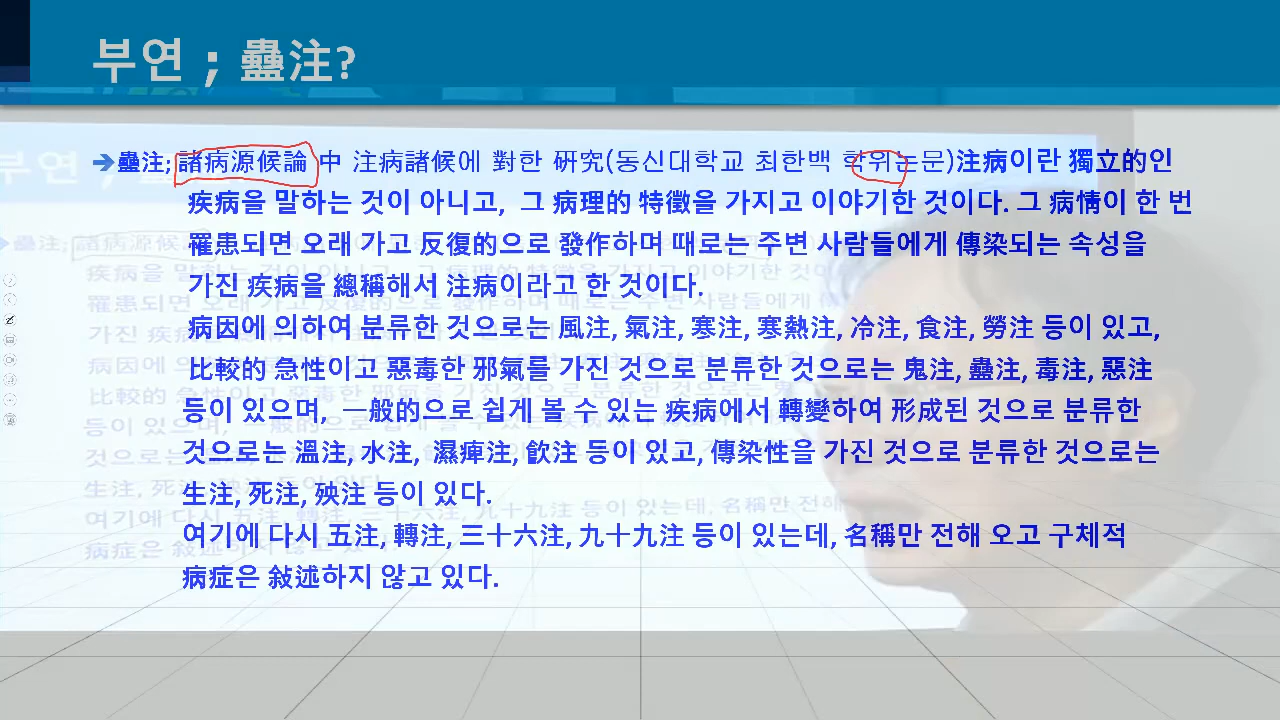 부연 ; 蠱注?
➔蠱注; 諸病源候論 中 注病諸候에 對한 硏究(동신대학교 최한백 학위논문)注病이란 獨立的인
疾病을 말하는 것이 아니고, 그 病理的 特徵을 가지고 이야기한 것이다. 그 病情이 한 번
罹患되면 오래 가고 反復的으로 發作하며 때로는 주변 사람들에게 傳染되는 속성을
가진 疾病을 總稱해서 注病이라고 한 것이다.
病因에 의하여 분류한 것으로는 風注, 氣注, 寒注, 寒熱注, 冷注, 食注, 勞注 등이 있고,
比較的 急性이고 惡毒한 邪氣를 가진 것으로 분류한 것으로는 鬼注, 蠱注, 毒注, 惡注
등이 있으며, 一般的으로 쉽게 볼 수 있는 疾病에서 轉變하여 形成된 것으로 분류한
것으로는 溫注, 水注, 濕痺注, 飮注 등이 있고, 傳染性을 가진 것으로 분류한 것으로는
生注, 死注, 殃注 등이 있다.
여기에 다시 五注, 轉注, 三十六注, 九十九注 등이 있는데, 名稱만 전해 오고 구체적
病症은 敍述하지 않고 있다.